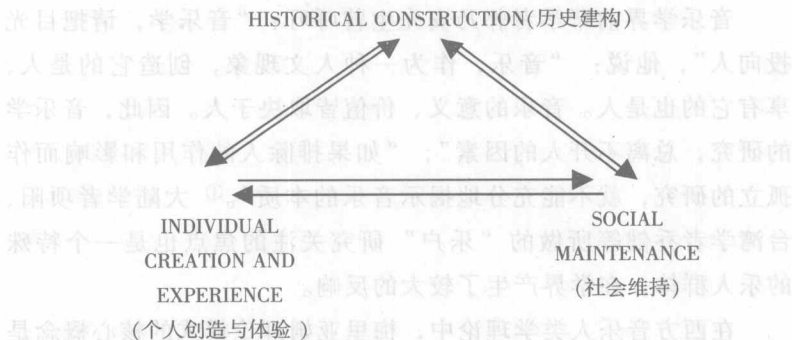 HISTORICAL CONSTRUCTION(历史建构)
INDIVIDUAL
CREATION AND
EXPERIENCE
(个人创造与体验 )
SOCIAL
MAINTENANCE
(社会维持)